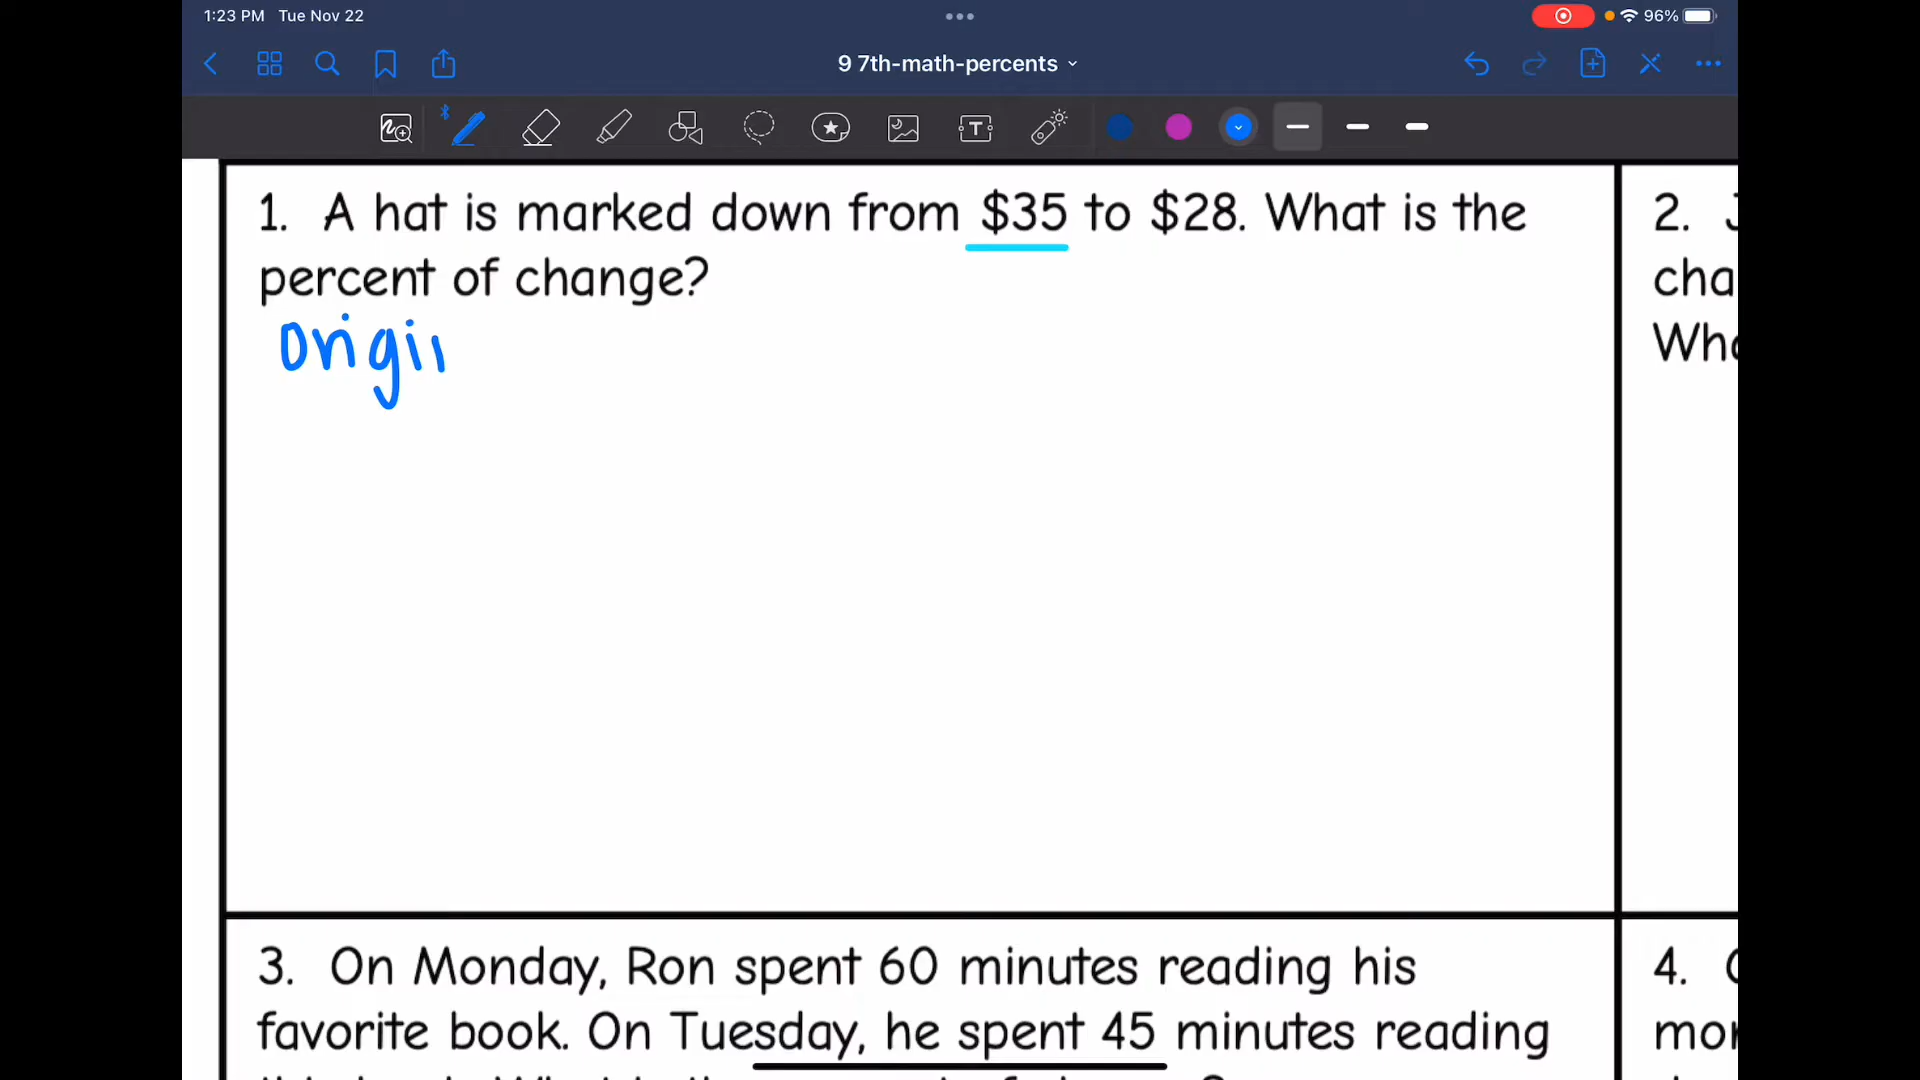 1:23 PM Tue Nov 22
96%
9 7th-math-percents
1. A hat is marked down from $35 to $28. What is the
percent of change?
origin
2.
cha
3. On Monday, Ron spent 60 minutes reading his
favorite book. On Tuesday, he spent 45 minutes reading
4.